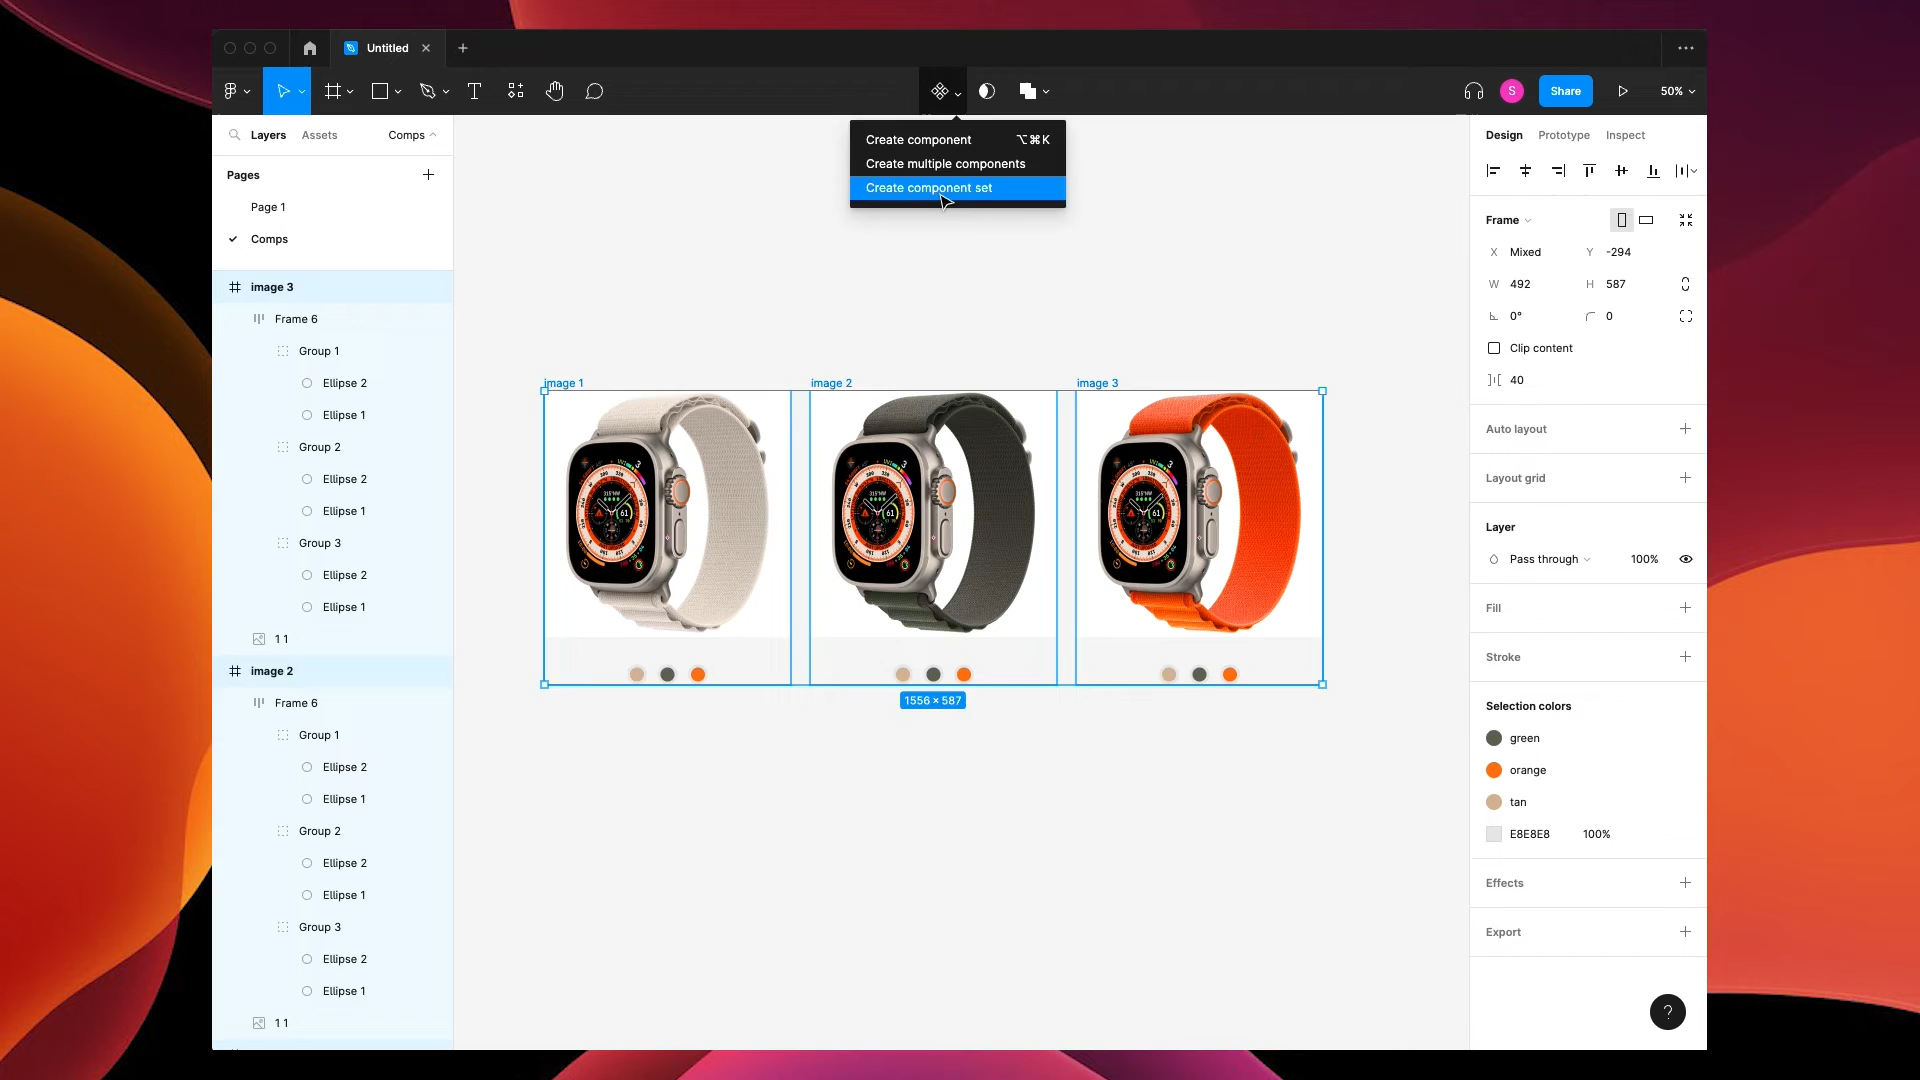 Untitled
S
Share
50%
Layers
Assets
Comps
Pages
Page 1
Comps
image 3
Frame 6
Group 1
Ellipse 2
Ellipse 1
Group 2
Ellipse 2
Ellipse 1
Group 3
Ellipse 2
Ellipse 1
1 1
image 2
Frame 6
Group 1
Ellipse 2
Ellipse 1
Group 2
Ellipse 2
Ellipse 1
Group 3
Ellipse 2
Ellipse 1
1 1
Create component ⌥⌘K
Create multiple components
Create component set
image 1
image 2
image 3
1556 × 587
Design
Prototype
Inspect
Frame
X Mixed Y -294
W 492 H 587
0° 0
Clip content
40
Auto layout
Layout grid
Layer
Pass through 100%
Fill
Stroke
Selection colors
green
orange
tan
E8E8E8 100%
Effects
Export
?